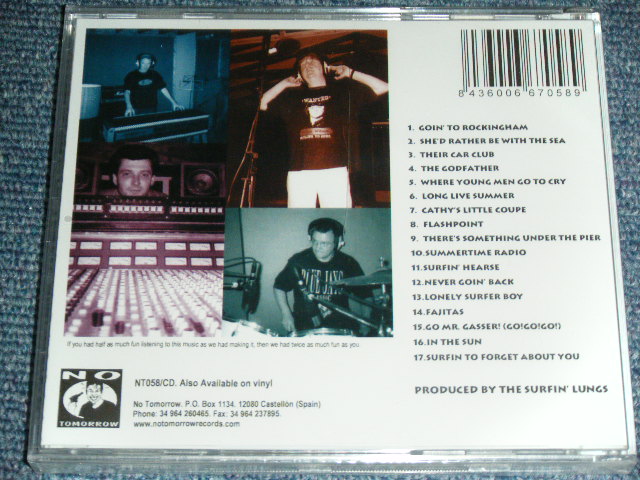 8 436006 670589
1. GOIN' TO ROCKINGHAM
2. SHE'D RATHER BE WITH THE SEA
3. THEIR CAR CLUB
4. THE GODFATHER
5. WHERE YOUNG MEN GO TO CRY
6. LONG LIVE SUMMER
7. CATHY'S LITTLE COUPE
8. FLASHPOINT
9. THERE'S SOMETHING UNDER THE PIER
10. SUMMERTIME RADIO
11. SURFIN' HEARSE
12. NEVER GOIN' BACK
13. LONELY SURFER BOY
14. FAJITAS
15. GO MR. GASSER! (GO!GO!GO!)
16. IN THE SUN
17. SURFIN TO FORGET ABOUT YOU
PRODUCED BY THE SURFIN' LUNGS
BLUE JAYS
If you had half as much fun listening to this music as we had making it, then we had twice as much fun as you.
NO
TOMORROW
NT058/CD. Also Available on vinyl
No Tomorrow. P.O. Box 1134. 12080 Castellón (Spain)
Phone: 34 964 260465. Fax: 34 964 237895.
www.notomorrowrecords.com